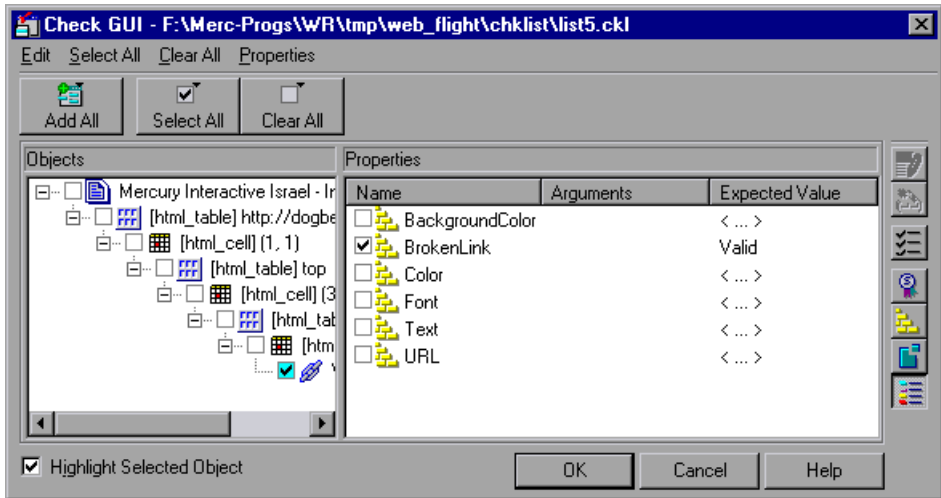 Check GUI - F:\Merc-Progs\WR\tmp\web_flight\chklist\list5.ckl
Edit Select All Clear All Properties
Add All Select All Clear All
Objects
Mercury Interactive Israel - In
[html_table] http://dogbe
[html_cell] (1, 1)
[html_table] top
[html_cell] (3
[html_tab
[htm
Properties
Name Arguments Expected Value
BackgroundColor < ... >
BrokenLink Valid
Color < ... >
Font < ... >
Text < ... >
URL < ... >
Highlight Selected Object OK Cancel Help